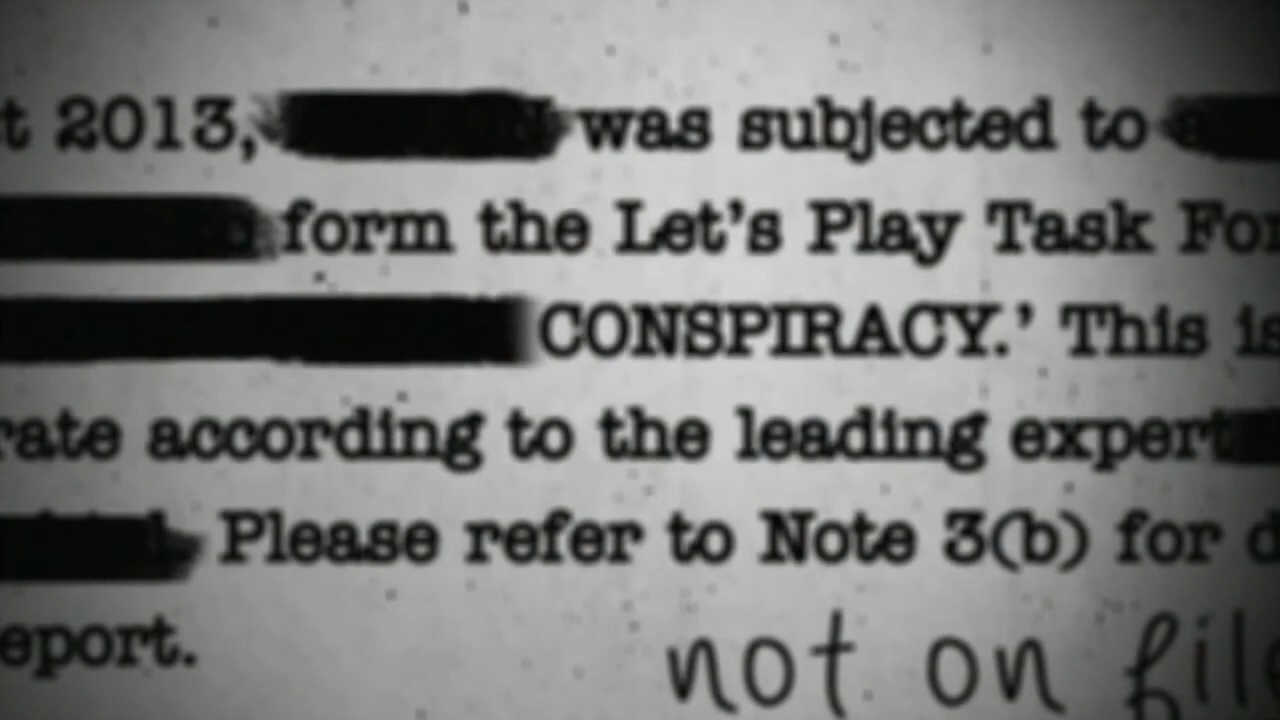 t 2013, was subjected to
form the Let's Play Task For
CONSPIRACY.' This is
rate according to the leading expert
Please refer to Note 3(b) for d
eport.
not on file